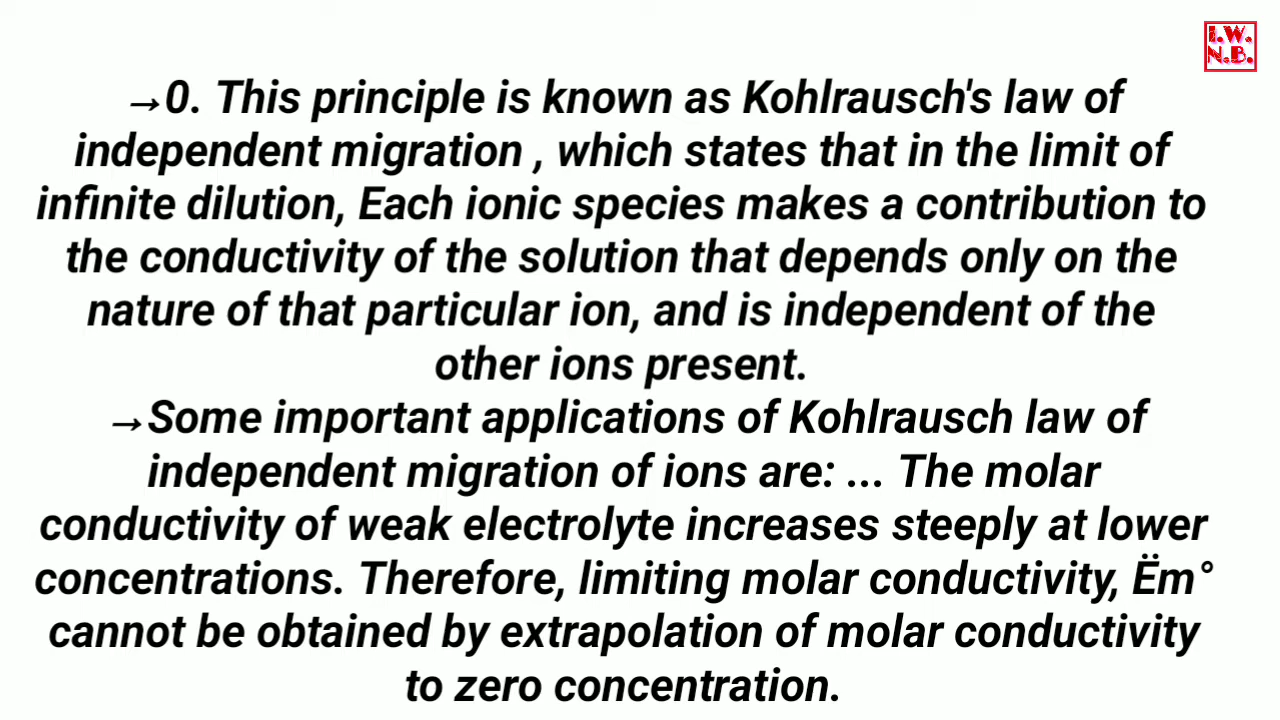 I.W.
N.B.
→0. This principle is known as Kohlrausch's law of
independent migration , which states that in the limit of
infinite dilution, Each ionic species makes a contribution to
the conductivity of the solution that depends only on the
nature of that particular ion, and is independent of the
other ions present.
→Some important applications of Kohlrausch law of
independent migration of ions are: ... The molar
conductivity of weak electrolyte increases steeply at lower
concentrations. Therefore, limiting molar conductivity, Ëm°
cannot be obtained by extrapolation of molar conductivity
to zero concentration.